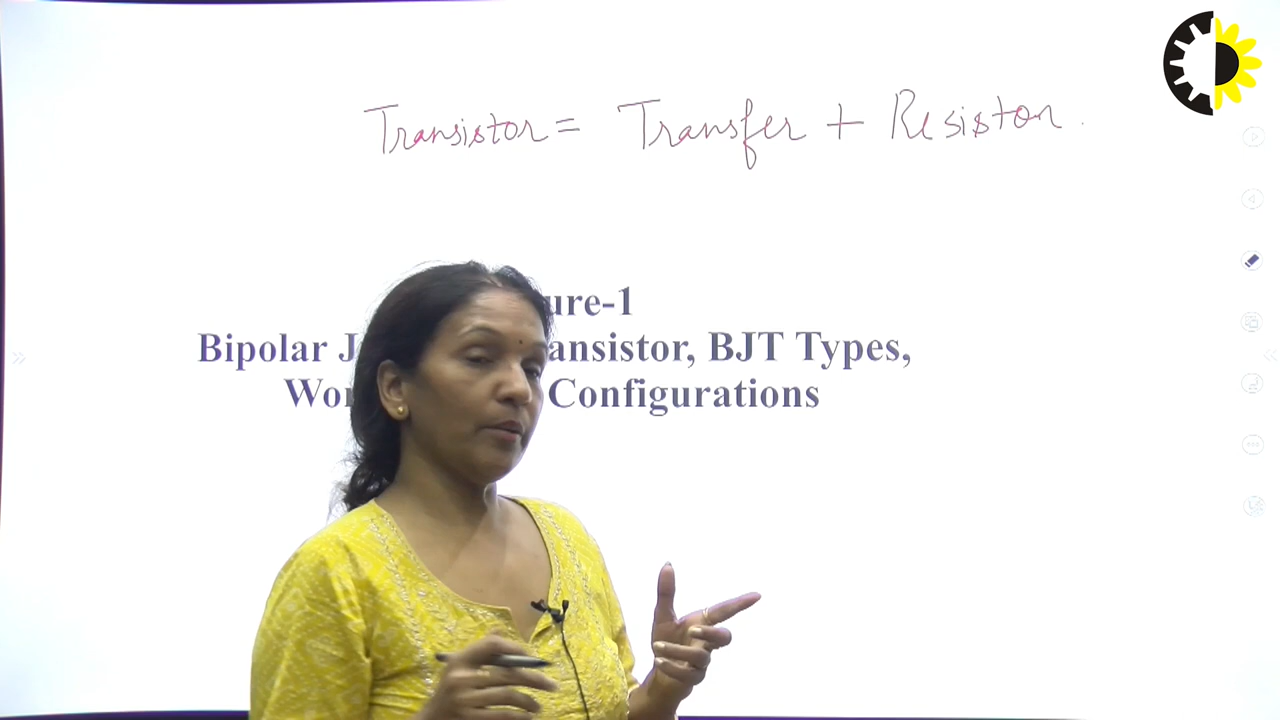 Transistor = Transfer + Resistor.
ure-1
Bipolar J ansistor, BJT Types,
Wor Configurations